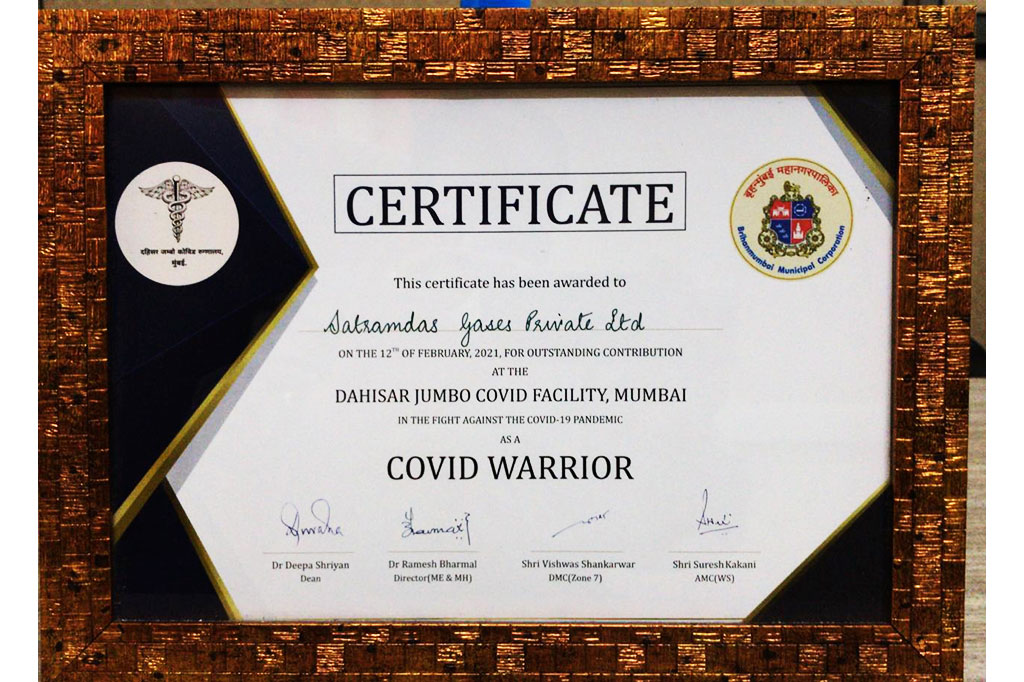 दहिसर जम्बो कोविड रुग्णालय,
मुंबई.
CERTIFICATE
बृहन्मुंबई महानगरपालिका
Brihanmumbai Municipal Corporation
This certificate has been awarded to
Satramdas Gases Private Ltd
ON THE 12TH OF FEBRUARY, 2021, FOR OUTSTANDING CONTRIBUTION
AT THE
DAHISAR JUMBO COVID FACILITY, MUMBAI
IN THE FIGHT AGAINST THE COVID-19 PANDEMIC
AS A
COVID WARRIOR
Dr Deepa Shriyan
Dean
Dr Ramesh Bharmal
Director(ME & MH)
Shri Vishwas Shankarwar
DMC(Zone 7)
Shri Suresh Kakani
AMC(WS)